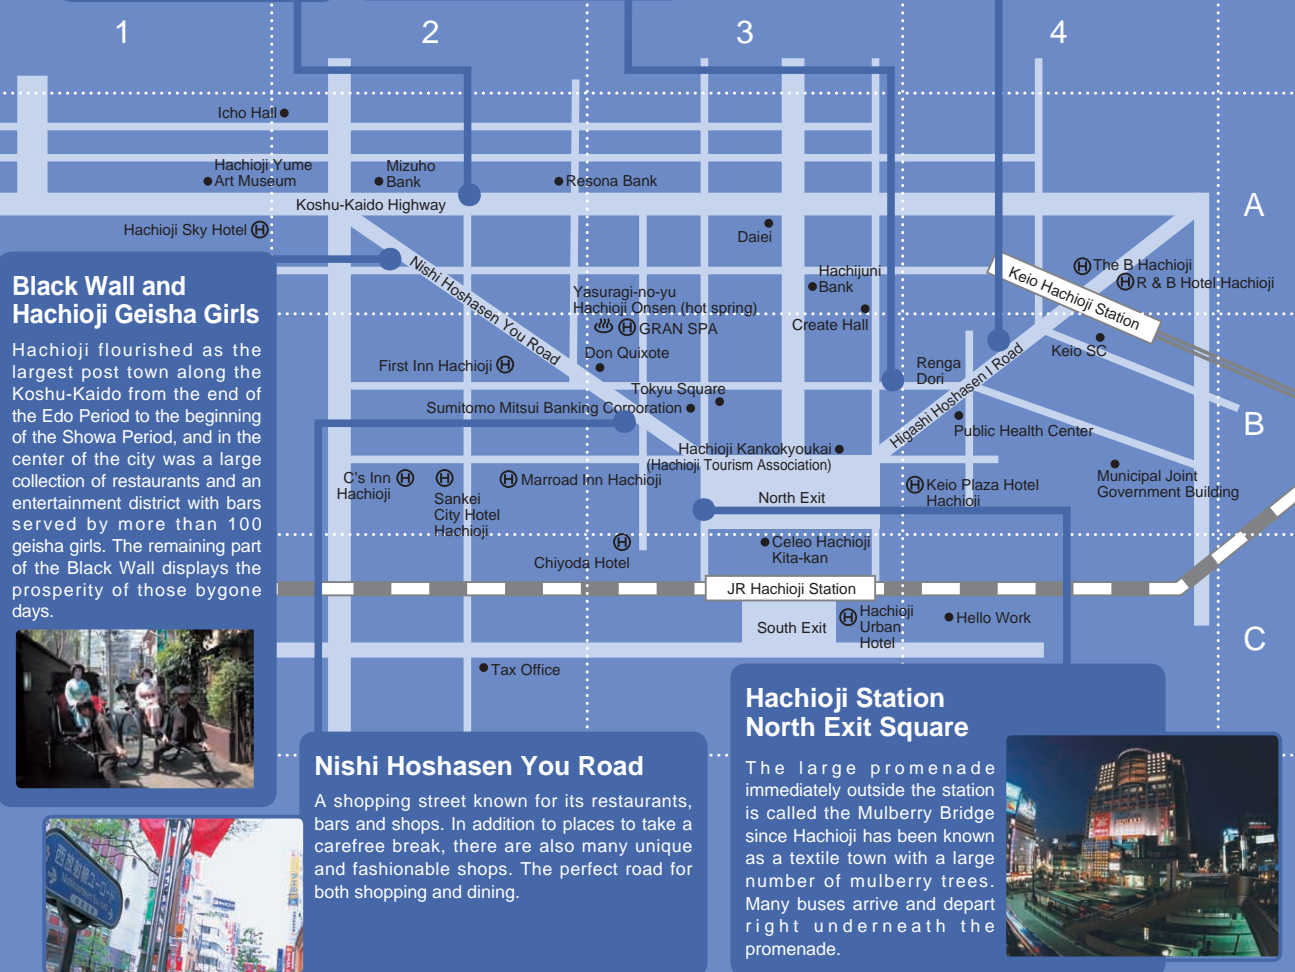 1
2
3
4
Icho Hall
Hachioji Yume
Art Museum
Mizuho
Bank
Resona Bank
Koshu-Kaido Highway
A
Hachioji Sky Hotel H
Daiei
Nishi Hoshasen You Road
Hachijuni
Bank
Keio Hachioji Station
H The B Hachioji
H R & B Hotel Hachioji
Yasuragi-no-yu
Hachioji Onsen (hot spring)
H GRAN SPA
Create Hall
Don Quixote
First Inn Hachioji H
Renga
Dori
Higashi Hoshasen I Road
Keio SC
Tokyu Square
Sumitomo Mitsui Banking Corporation
B
Public Health Center
Hachioji Kankokyoukai
(Hachioji Tourism Association)
C's Inn H
Hachioji
H
Sankei
City Hotel
Hachioji
H Marroad Inn Hachioji
North Exit
H Keio Plaza Hotel
Hachioji
Municipal Joint
Government Building
H
Chiyoda Hotel
Celeo Hachioji
Kita-kan
JR Hachioji Station
South Exit
H Hachioji
Urban
Hotel
Hello Work
C
Tax Office
Black Wall and
Hachioji Geisha Girls
Hachioji flourished as the
largest post town along the
Koshu-Kaido from the end of
the Edo Period to the beginning
of the Showa Period, and in the
center of the city was a large
collection of restaurants and an
entertainment district with bars
served by more than 100
geisha girls. The remaining part
of the Black Wall displays the
prosperity of those bygone
days.
Nishi Hoshasen You Road
A shopping street known for its restaurants,
bars and shops. In addition to places to take a
carefree break, there are also many unique
and fashionable shops. The perfect road for
both shopping and dining.
Hachioji Station
North Exit Square
The large promenade
immediately outside the station
is called the Mulberry Bridge
since Hachioji has been known
as a textile town with a large
number of mulberry trees.
Many buses arrive and depart
right underneath the
promenade.
西放射線ユーロード